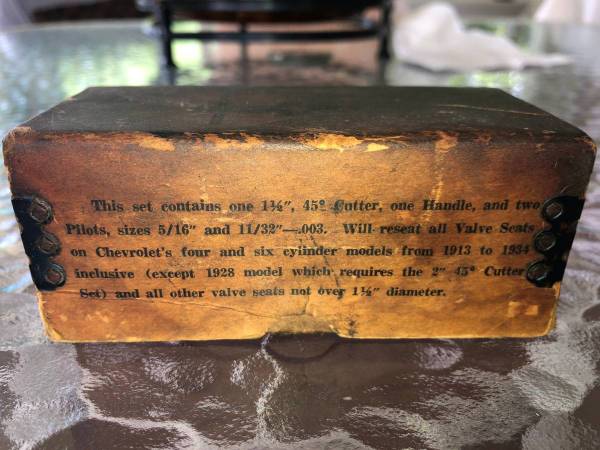 This set contains one 1½", 45° Cutter, one Handle, and two
Pilots, sizes 5/16" and 11/32"—.003. Will reseat all Valve Seats
on Chevrolet's four and six cylinder models from 1913 to 1934
inclusive (except 1928 model which requires the 2" 45° Cutter
Set) and all other valve seats not over 1½" diameter.